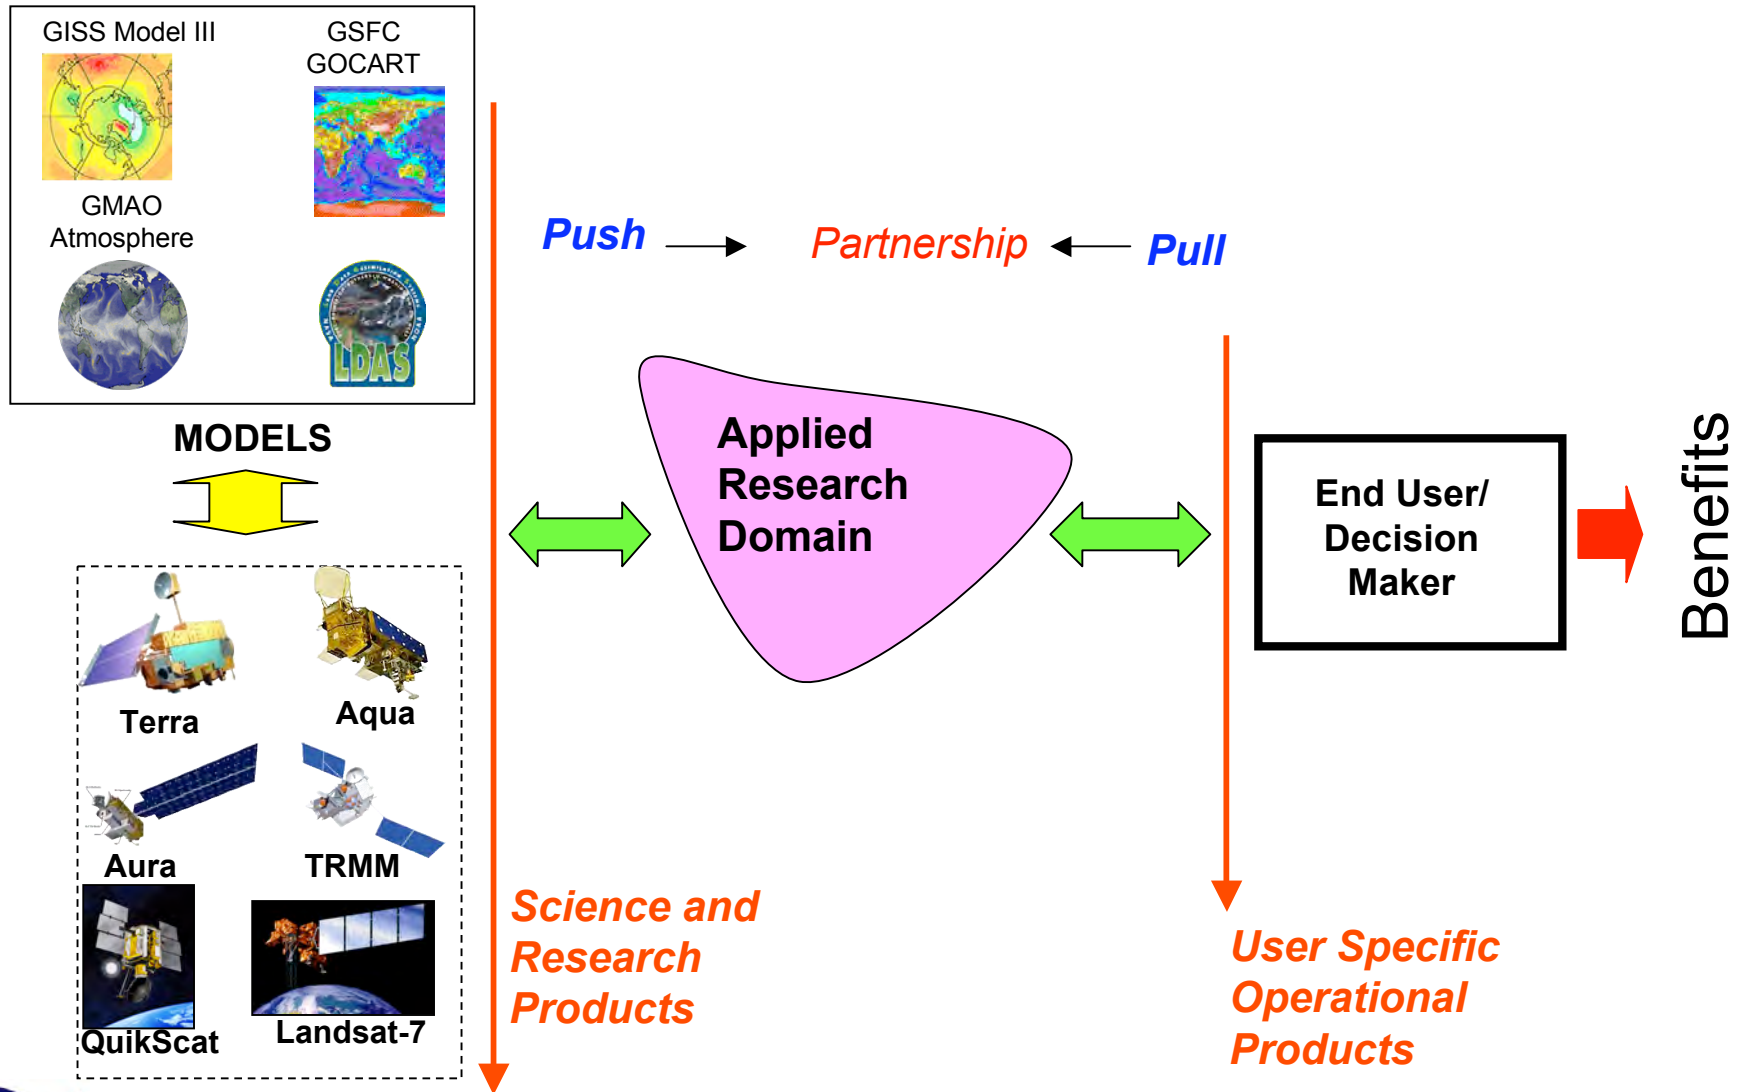 GISS Model III
GSFC
GOCART
GMAO
Atmosphere
LDAS
MODELS
Terra
Aqua
Aura
TRMM
QuikScat
Landsat-7
Science and
Research
Products
Push
Partnership
Pull
Applied
Research
Domain
User Specific
Operational
Products
End User/
Decision
Maker
Benefits